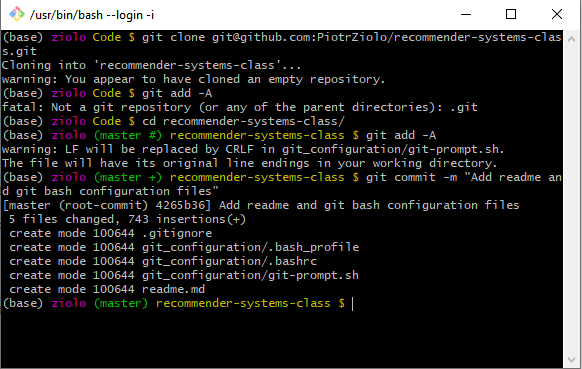 /usr/bin/bash --login -i
(base) ziolo Code $ git clone git@github.com:PiotrZiolo/recommender-systems-clas
s.git
Cloning into 'recommender-systems-class'...
warning: You appear to have cloned an empty repository.
(base) ziolo Code $ git add -A
fatal: Not a git repository (or any of the parent directories): .git
(base) ziolo Code $ cd recommender-systems-class/
(base) ziolo (master #) recommender-systems-class $ git add -A
warning: LF will be replaced by CRLF in git_configuration/git-prompt.sh.
The file will have its original line endings in your working directory.
(base) ziolo (master +) recommender-systems-class $ git commit -m "Add readme an
d git bash configuration files"
[master (root-commit) 4265b36] Add readme and git bash configuration files
 5 files changed, 743 insertions(+)
 create mode 100644 .gitignore
 create mode 100644 git_configuration/.bash_profile
 create mode 100644 git_configuration/.bashrc
 create mode 100644 git_configuration/git-prompt.sh
 create mode 100644 readme.md
(base) ziolo (master) recommender-systems-class $